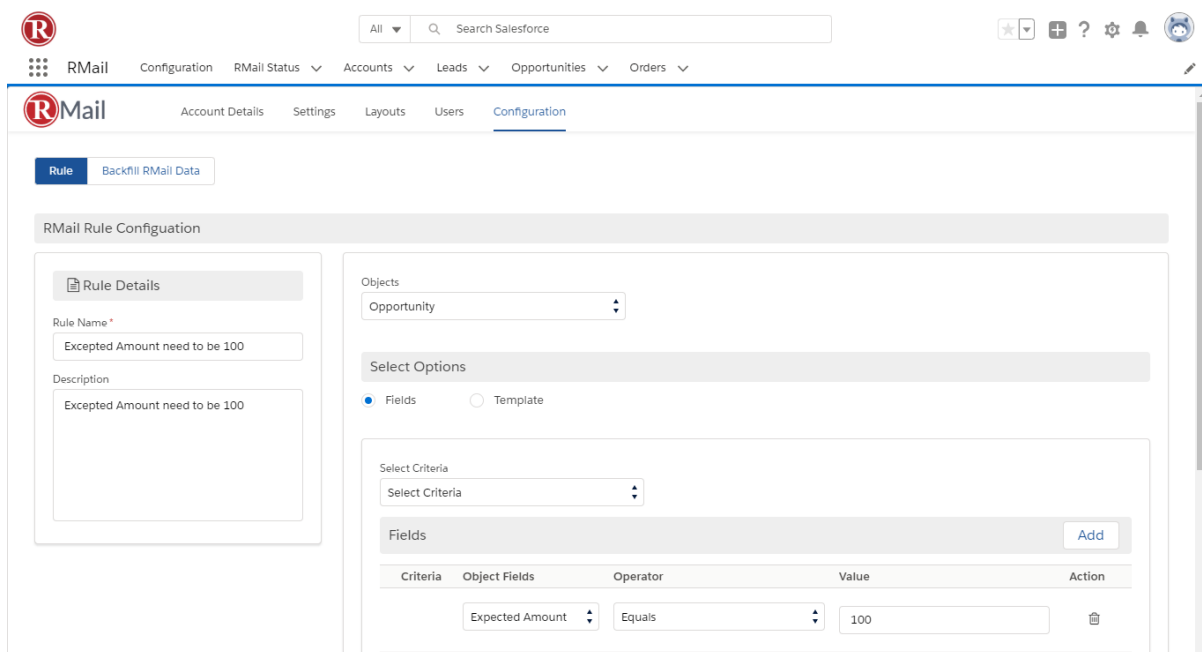 R
All
Search Salesforce
RMail
Configuration
RMail Status
Accounts
Leads
Opportunities
Orders
RMail
Account Details
Settings
Layouts
Users
Configuration
Rule
Backfill RMail Data
RMail Rule Configuation
Rule Details
Rule Name *
Excepted Amount need to be 100
Description
Excepted Amount need to be 100
Objects
Opportunity
Select Options
Fields
Template
Select Criteria
Select Criteria
Fields
Add
Criteria
Object Fields
Operator
Value
Action
Expected Amount
Equals
100